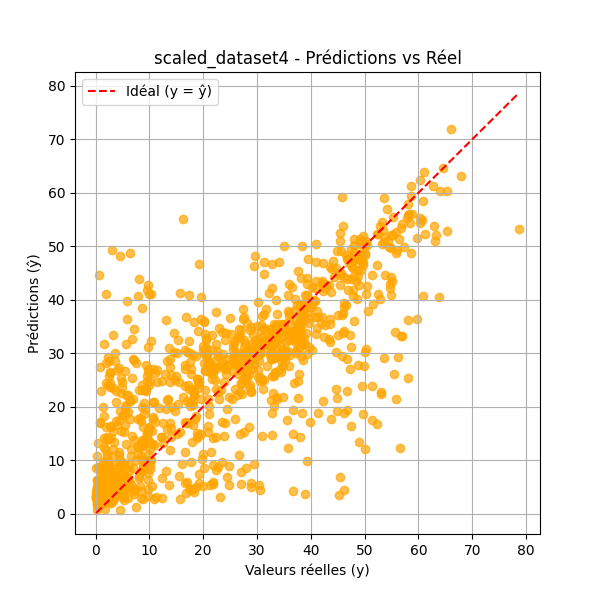 scaled_dataset4 - Prédictions vs Réel
Idéal (y = ŷ)
Prédictions (ŷ)
80
70
60
50
40
30
20
10
0
0 10 20 30 40 50 60 70 80
Valeurs réelles (y)